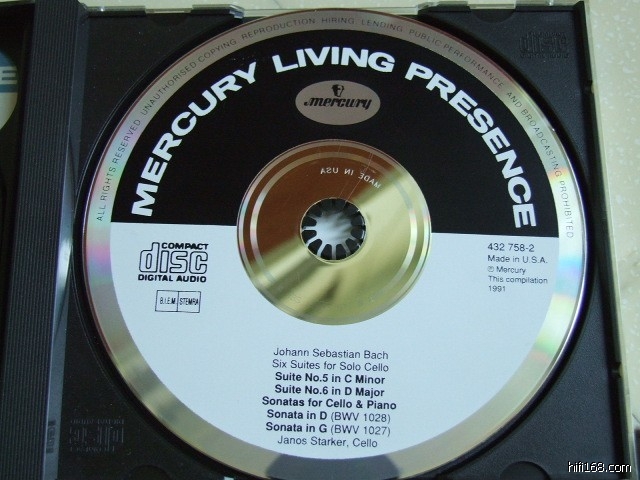 ALL RIGHTS RESERVED. UNAUTHORISED COPYING, REPRODUCTION, HIRING, LENDING, PUBLIC PERFORMANCE, AND BROADCASTING PROHIBITED
MERCURY LIVING PRESENCE
mercury
MADE IN USA
COMPACT
disc
DIGITAL AUDIO
B.I.E.M. STEMRA
432 758-2
Made in U.S.A.
℗ Mercury
This compilation
1991
Johann Sebastian Bach
Six Suites for Solo Cello
Suite No.5 in C Minor
Suite No.6 in D Major
Sonatas for Cello & Piano
Sonata in D (BWV 1028)
Sonata in G (BWV 1027)
Janos Starker, Cello
hifi168.com